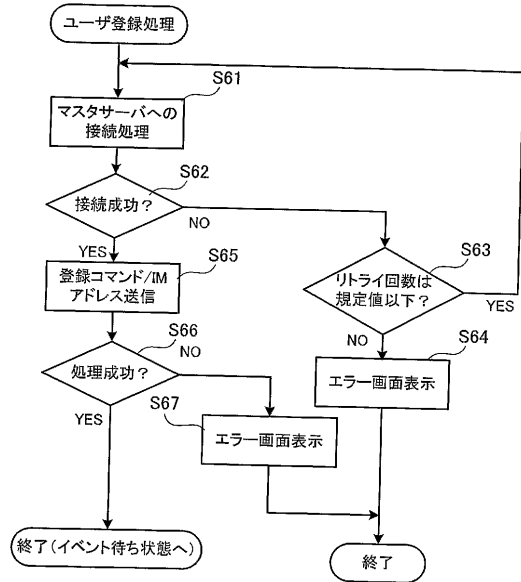 ユーザ登録処理
S61
マスタサーバへの
接続処理
S62
接続成功？
NO
YES
S65
登録コマンド/IM
アドレス送信
S63
リトライ回数は
規定値以下？
YES
NO
S64
エラー画面表示
S66
処理成功？
NO
YES
S67
エラー画面表示
終了（イベント待ち状態へ）
終了